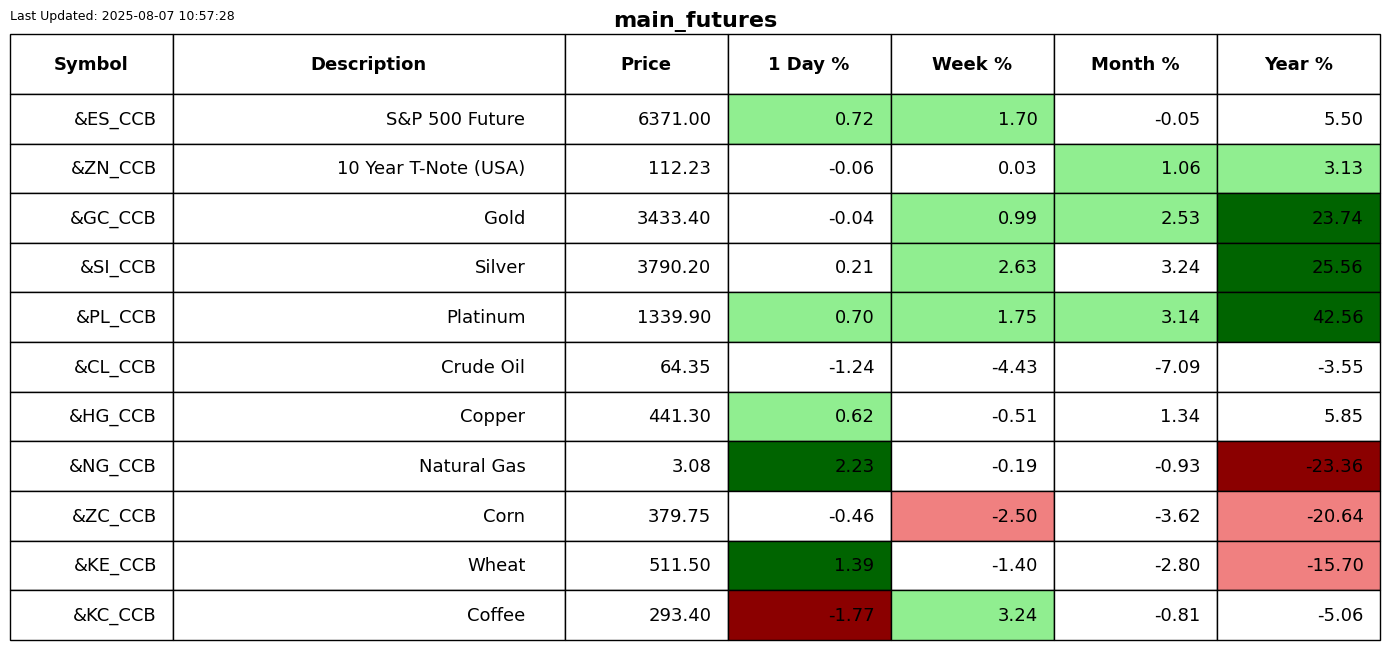 Last Updated: 2025-08-07 10:57:28
main_futures
Symbol Description Price 1 Day % Week % Month % Year %
&ES_CCB S&P 500 Future 6371.00 0.72 1.70 -0.05 5.50
&ZN_CCB 10 Year T-Note (USA) 112.23 -0.06 0.03 1.06 3.13
&GC_CCB Gold 3433.40 -0.04 0.99 2.53 23.74
&SI_CCB Silver 3790.20 0.21 2.63 3.24 25.56
&PL_CCB Platinum 1339.90 0.70 1.75 3.14 42.56
&CL_CCB Crude Oil 64.35 -1.24 -4.43 -7.09 -3.55
&HG_CCB Copper 441.30 0.62 -0.51 1.34 5.85
&NG_CCB Natural Gas 3.08 2.23 -0.19 -0.93 -23.36
&ZC_CCB Corn 379.75 -0.46 -2.50 -3.62 -20.64
&KE_CCB Wheat 511.50 1.39 -1.40 -2.80 -15.70
&KC_CCB Coffee 293.40 -1.77 3.24 -0.81 -5.06